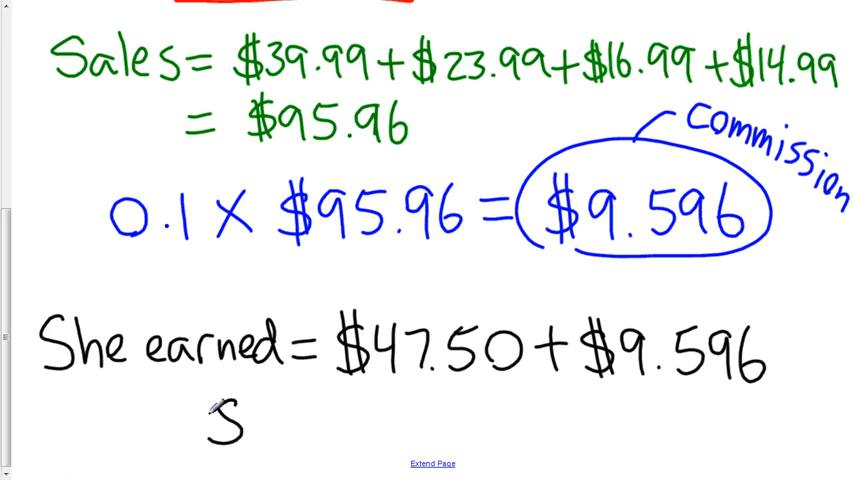 Sales = $39.99 + $23.99 + $16.99 + $14.99
= $95.96
Commission
0.1 × $95.96 = $9.596
She earned = $47.50 + $9.596
S
Extend Page